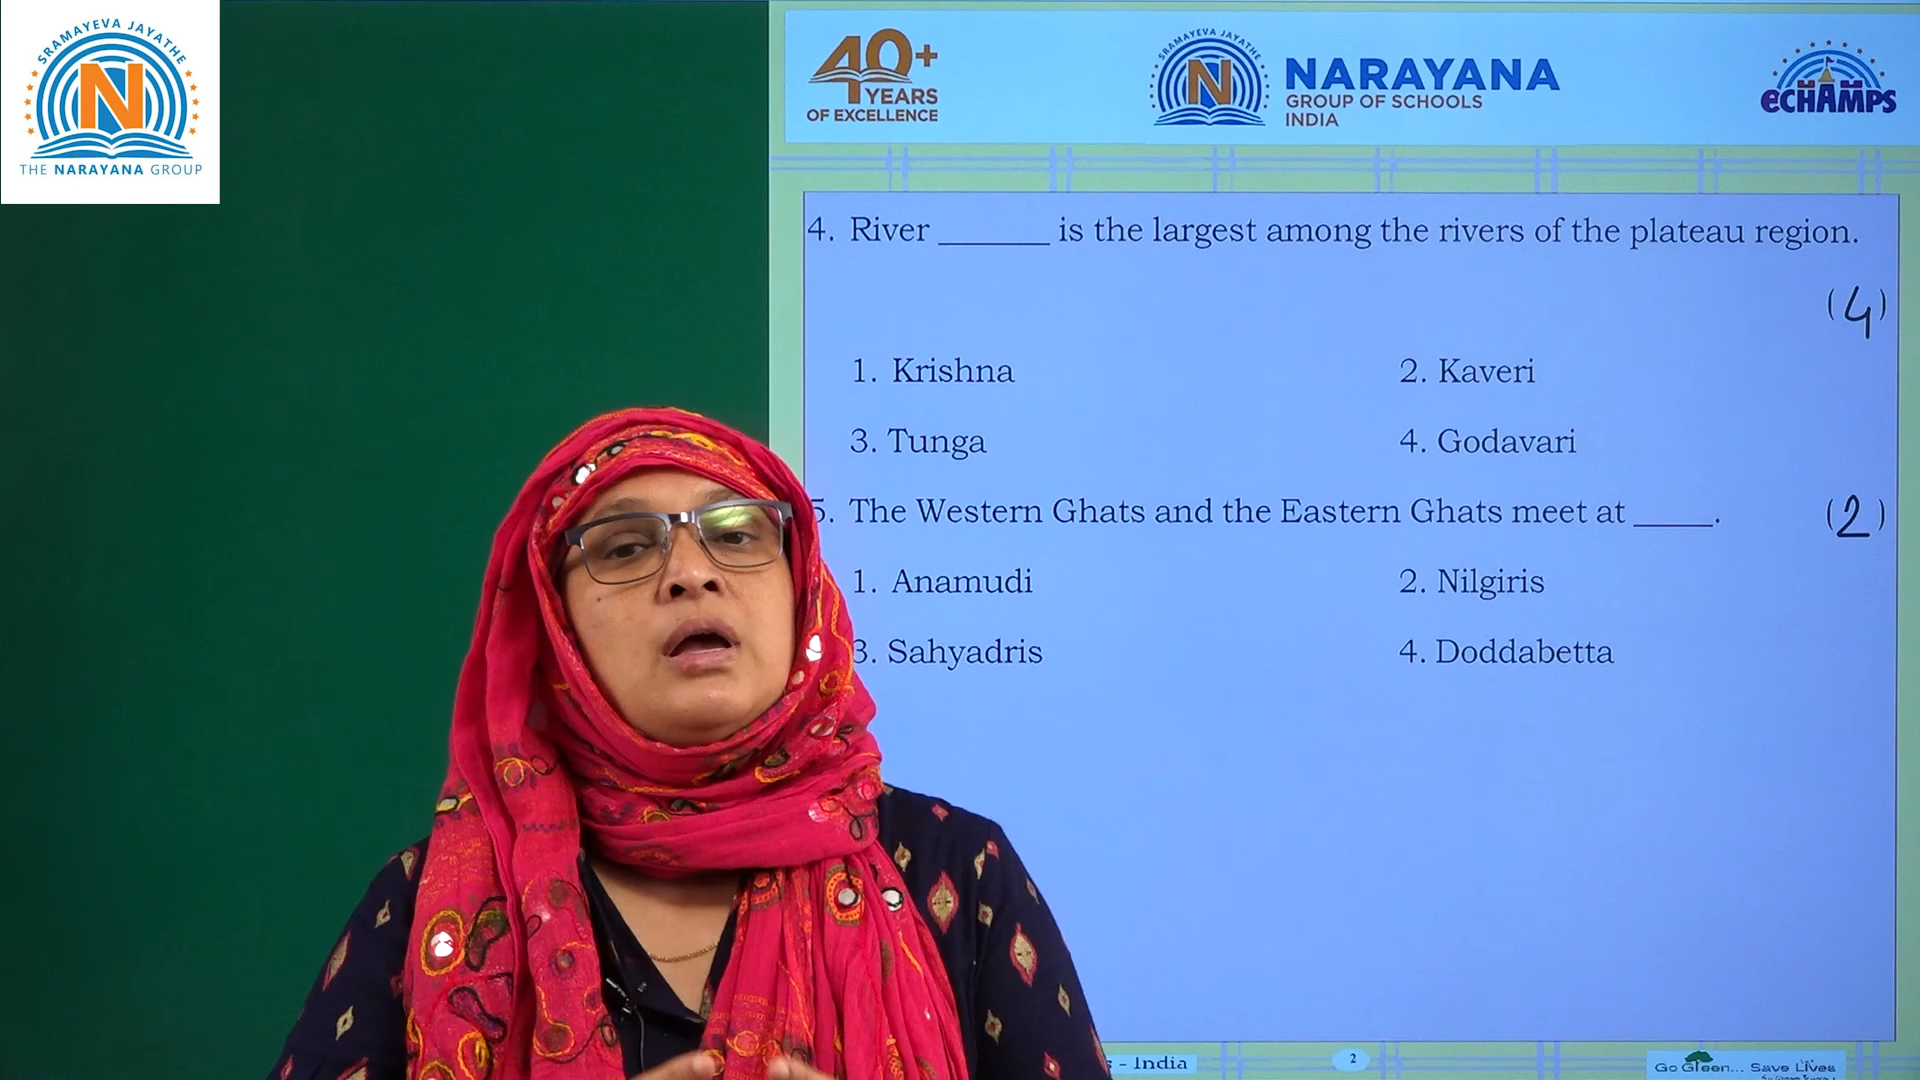 SRAMAYEVA JAYATHE
N
THE NARAYANA GROUP
40+
YEARS
OF EXCELLENCE
SRAMAYEVA JAYATHE
N
NARAYANA
GROUP OF SCHOOLS
INDIA
eCHAMPS
4. River ______ is the largest among the rivers of the plateau region.
(4)
1. Krishna 2. Kaveri
3. Tunga 4. Godavari
5. The Western Ghats and the Eastern Ghats meet at _____. (2)
1. Anamudi 2. Nilgiris
3. Sahyadris 4. Doddabetta
- India 2 Go Green... Save Lives